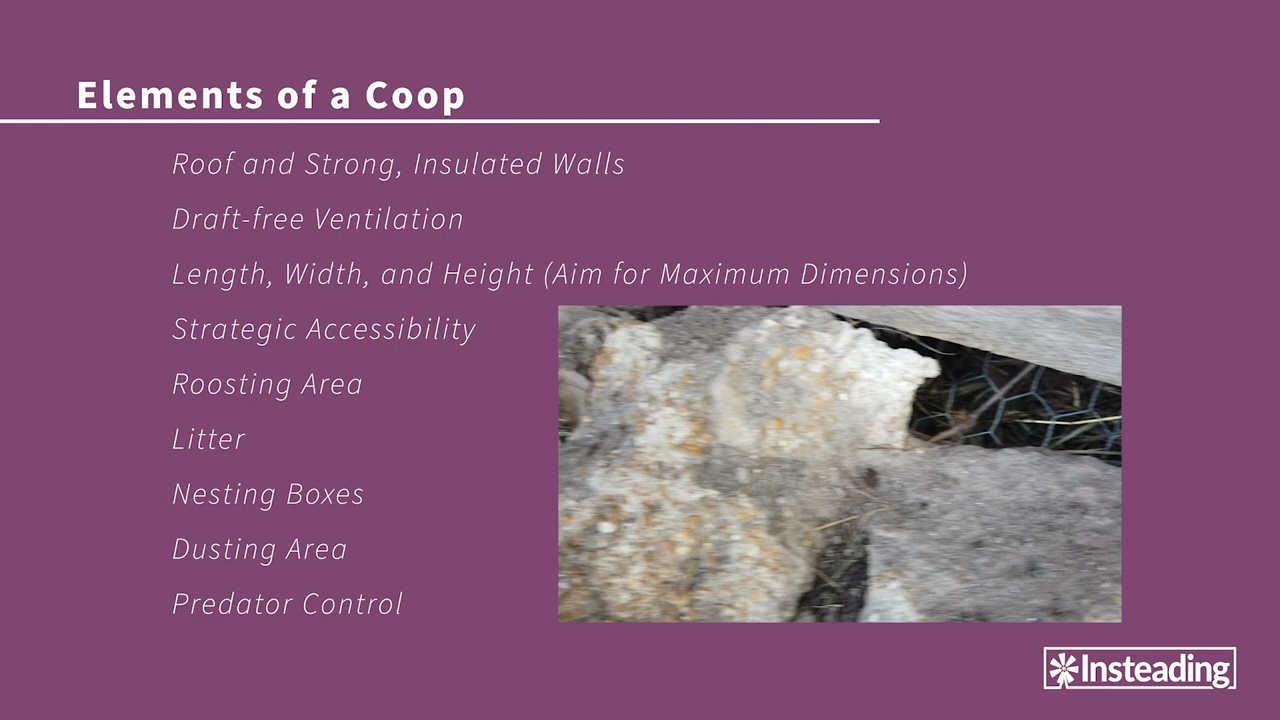 Elements of a Coop
Roof and Strong, Insulated Walls
Draft-free Ventilation
Length, Width, and Height (Aim for Maximum Dimensions)
Strategic Accessibility
Roosting Area
Litter
Nesting Boxes
Dusting Area
Predator Control
Insteading